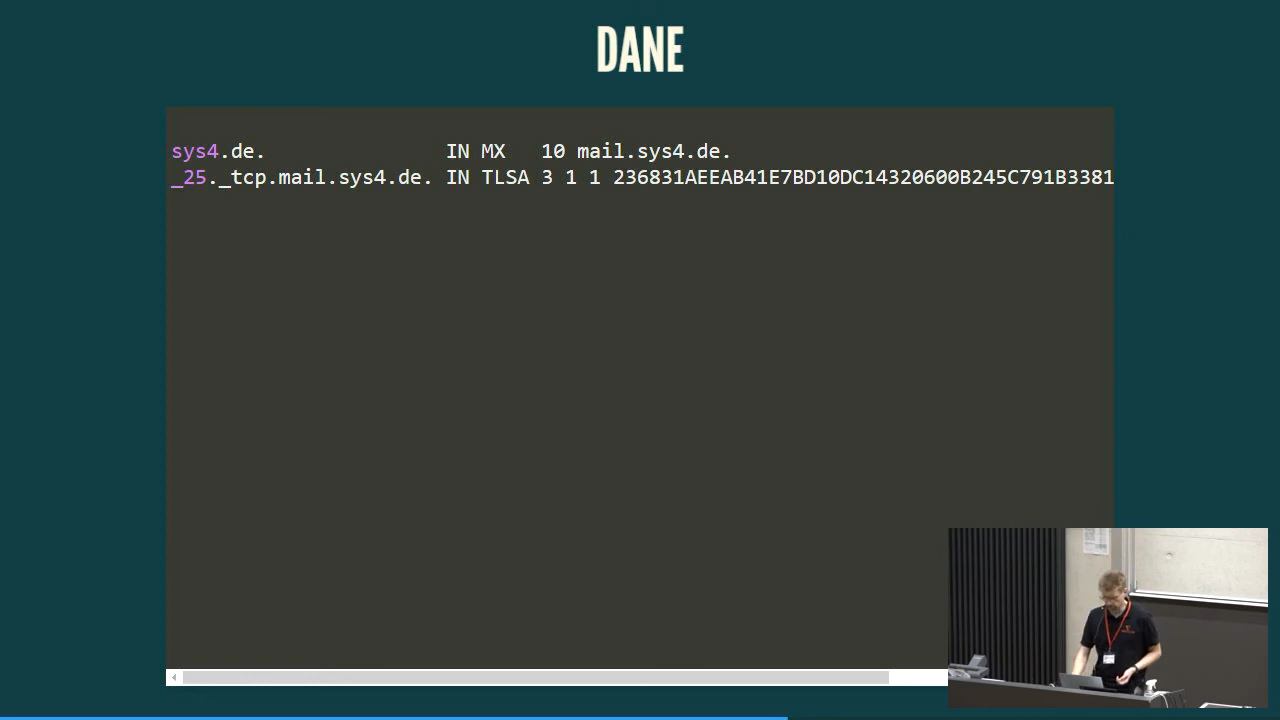 DANE
sys4.de. IN MX 10 mail.sys4.de.
_25._tcp.mail.sys4.de. IN TLSA 3 1 1 236831AEEAB41E7BD10DC14320600B245C791B3381